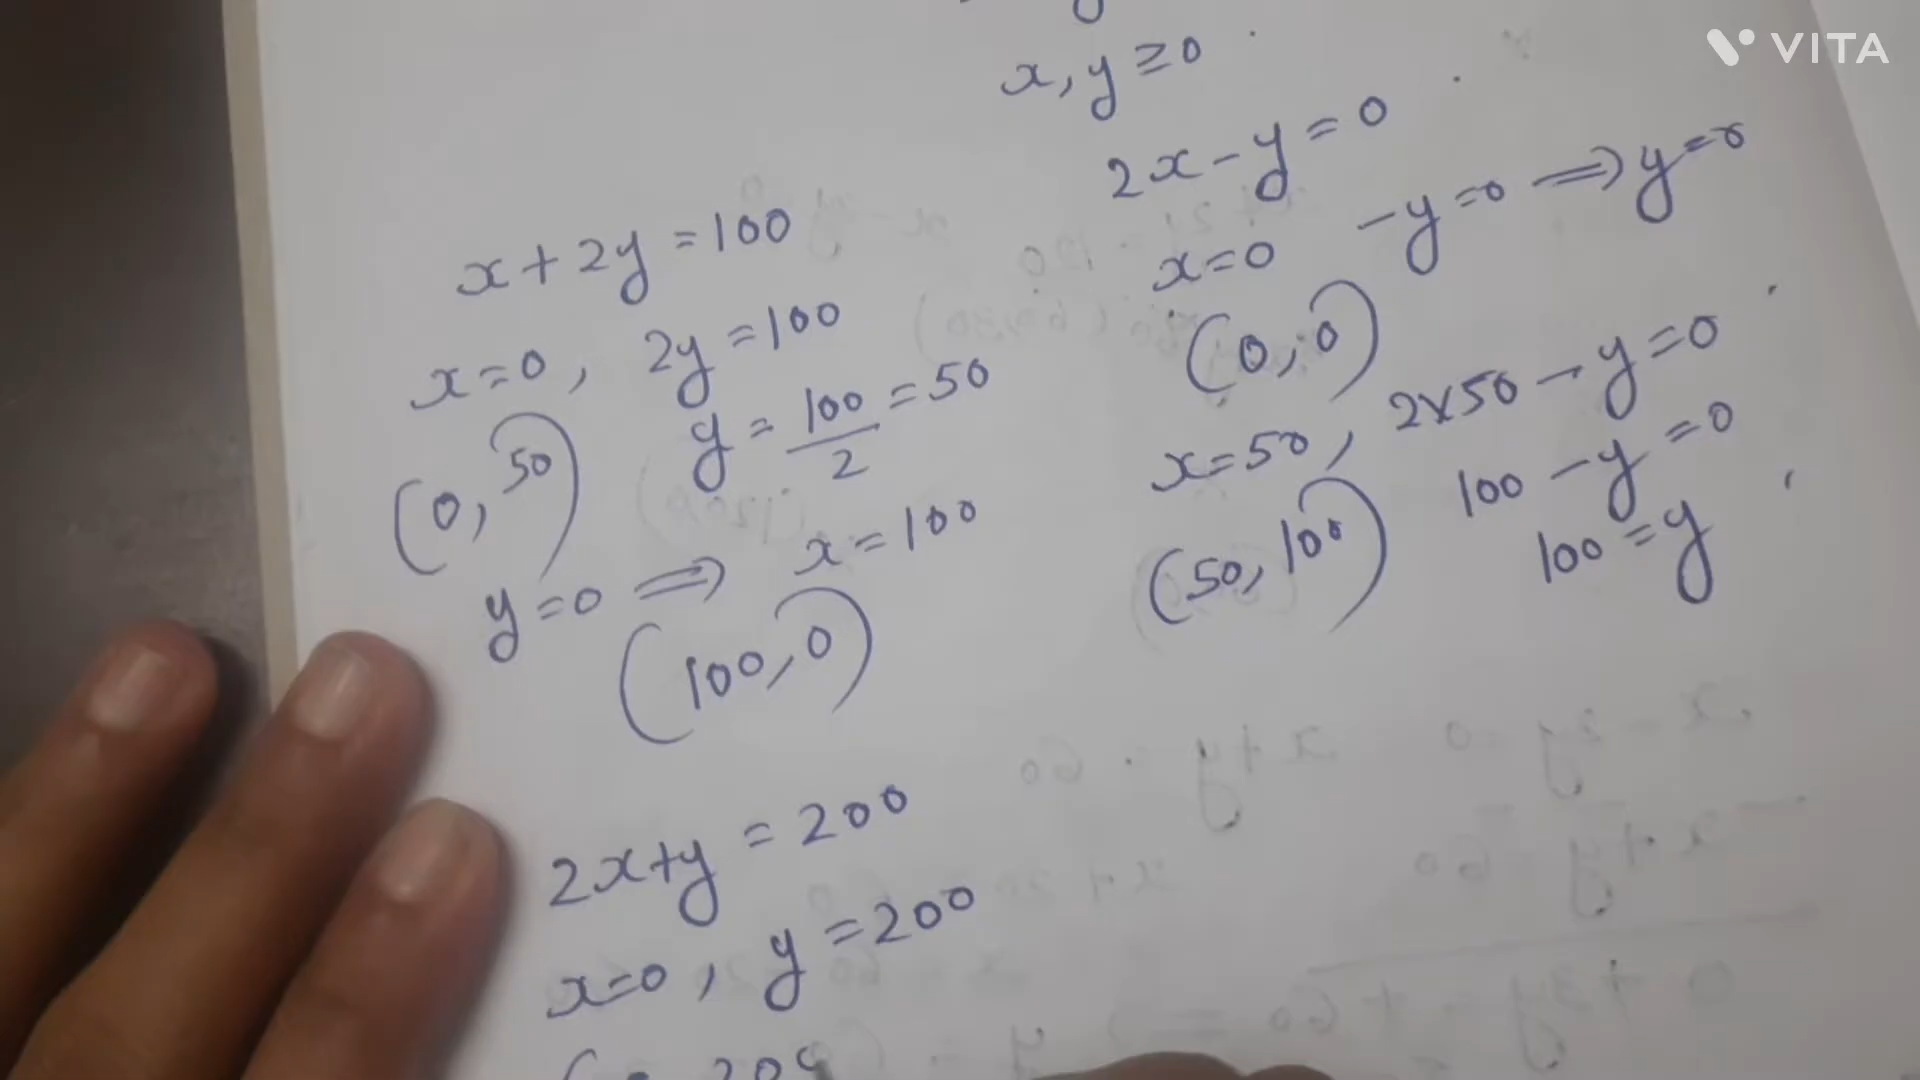 VITA
x, y ≥ 0
x + 2y = 100
x = 0 , 2y = 100
y = 100/2 = 50
(0, 50)
y = 0 ⟹ x = 100
(100, 0)
2x - y = 0
x = 0 -y = 0 ⟹ y = 0
(0, 0)
x = 50 , 2×50 - y = 0
100 - y = 0
(50, 100) 100 = y
2x + y = 200
x = 0 , y = 200